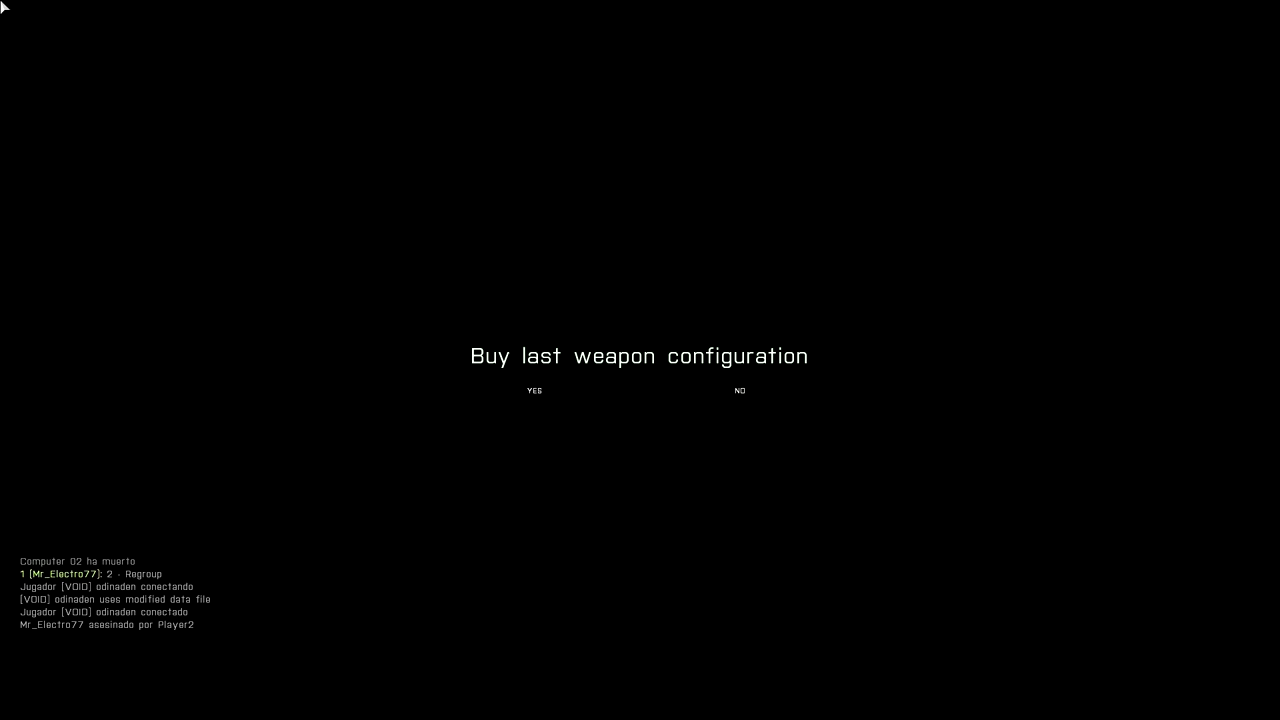 Buy last weapon configuration
YES NO
Computer 02 ha muerto
1 (Mr_Electro77): 2 - Regroup
Jugador [VOID] odinaden conectando
[VOID] odinaden uses modified data file
Jugador [VOID] odinaden conectado
Mr_Electro77 asesinado por Player2